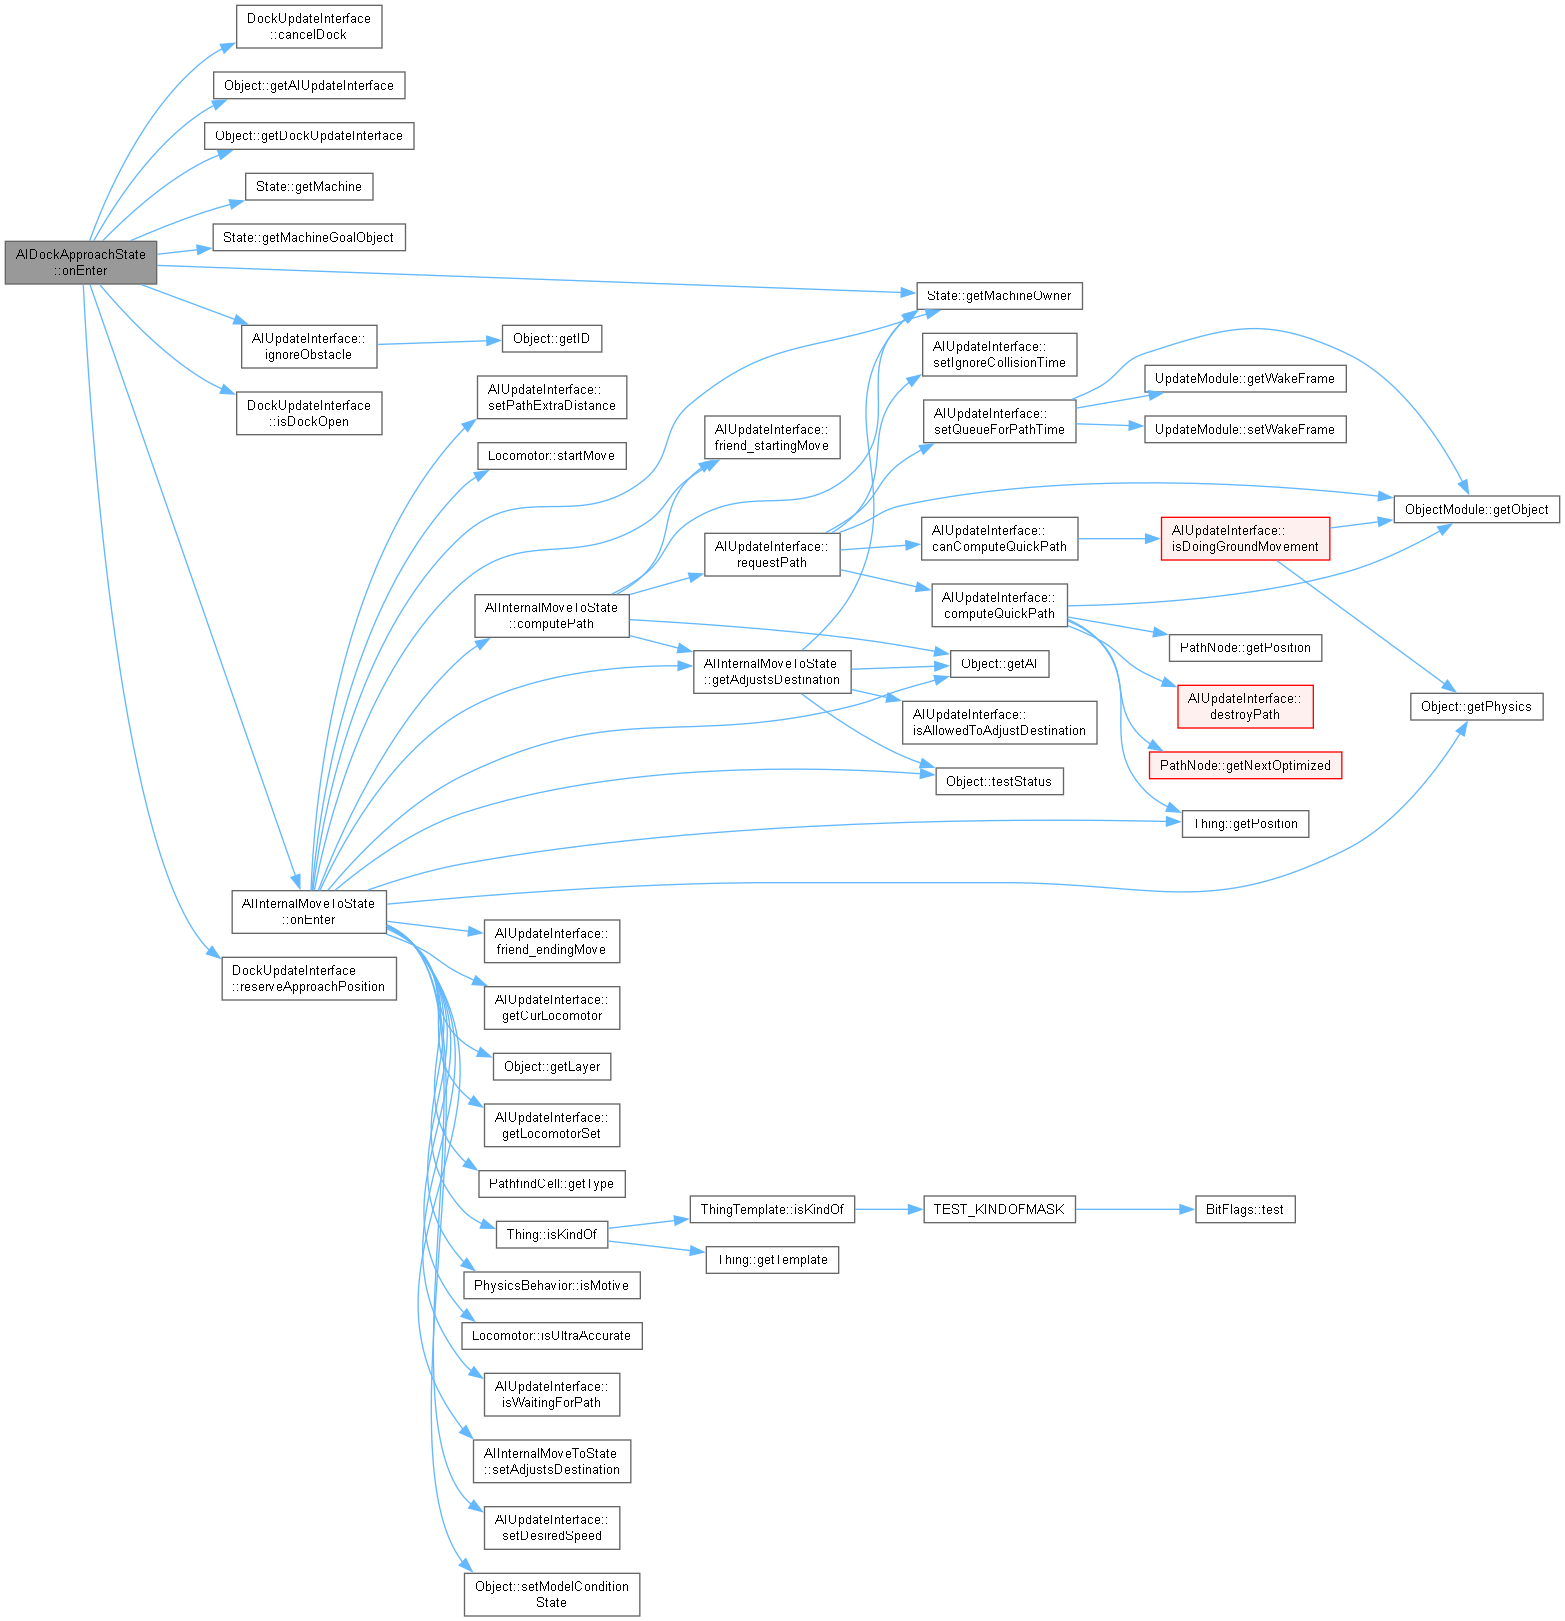 DockUpdateInterface
::cancelDock
Object::getAIUpdateInterface
Object::getDockUpdateInterface
State::getMachine
State::getMachineGoalObject
AIDockApproachState
::onEnter
State::getMachineOwner
AIUpdateInterface::
ignoreObstacle
Object::getID
DockUpdateInterface
::isDockOpen
AIUpdateInterface::
setPathExtraDistance
Locomotor::startMove
AIUpdateInterface::
friend_startingMove
AIUpdateInterface::
setIgnoreCollisionTime
AIUpdateInterface::
setQueueForPathTime
UpdateModule::getWakeFrame
UpdateModule::setWakeFrame
ObjectModule::getObject
AIUpdateInterface::
requestPath
AIUpdateInterface::
canComputeQuickPath
AIUpdateInterface::
isDoingGroundMovement
AIInternalMoveToState
::computePath
AIUpdateInterface::
computeQuickPath
PathNode::getPosition
AIInternalMoveToState
::getAdjustsDestination
Object::getAI
AIUpdateInterface::
destroyPath
Object::getPhysics
AIUpdateInterface::
isAllowedToAdjustDestination
PathNode::getNextOptimized
Object::testStatus
Thing::getPosition
AIInternalMoveToState
::onEnter
DockUpdateInterface
::reserveApproachPosition
AIUpdateInterface::
friend_endingMove
AIUpdateInterface::
getCurLocomotor
Object::getLayer
AIUpdateInterface::
getLocomotorSet
PathfindCell::getType
Thing::isKindOf
ThingTemplate::isKindOf
TEST_KINDOFMASK
BitFlags::test
Thing::getTemplate
PhysicsBehavior::isMotive
Locomotor::isUltraAccurate
AIUpdateInterface::
isWaitingForPath
AIInternalMoveToState
::setAdjustsDestination
AIUpdateInterface::
setDesiredSpeed
Object::setModelCondition
State